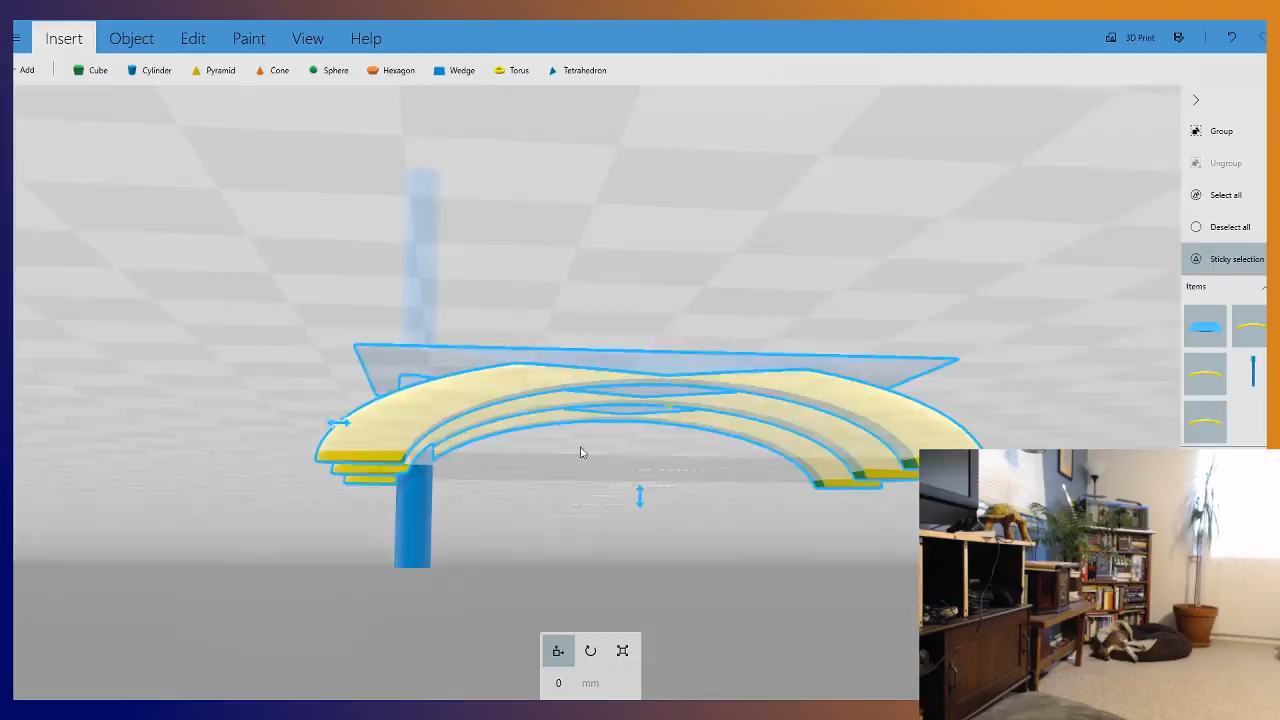 Insert Object Edit Paint View Help 3D Print
Add Cube Cylinder Pyramid Cone Sphere Hexagon Wedge Torus Tetrahedron
Group
Ungroup
Select all
Deselect all
Sticky selection
Items
0 mm